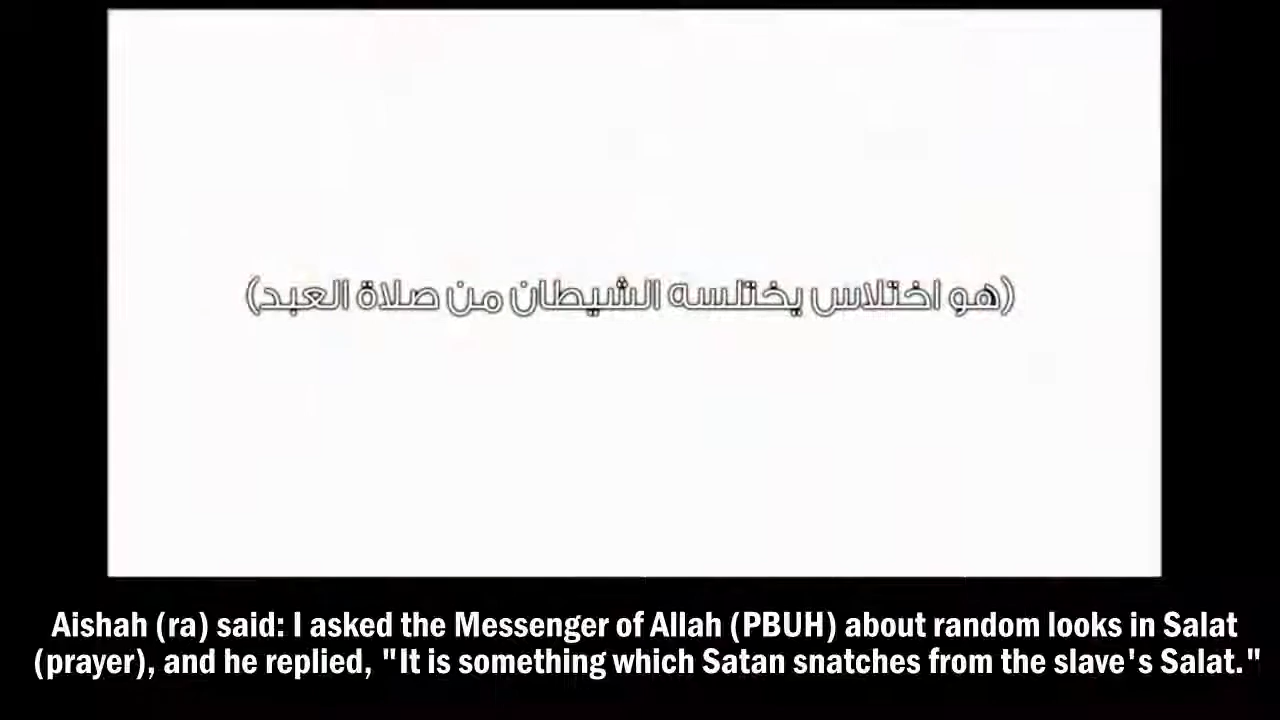 (هو اختلاس يختلسه الشيطان من صلاة العبد)
Aishah (ra) said: I asked the Messenger of Allah (PBUH) about random looks in Salat
(prayer), and he replied, "It is something which Satan snatches from the slave's Salat."